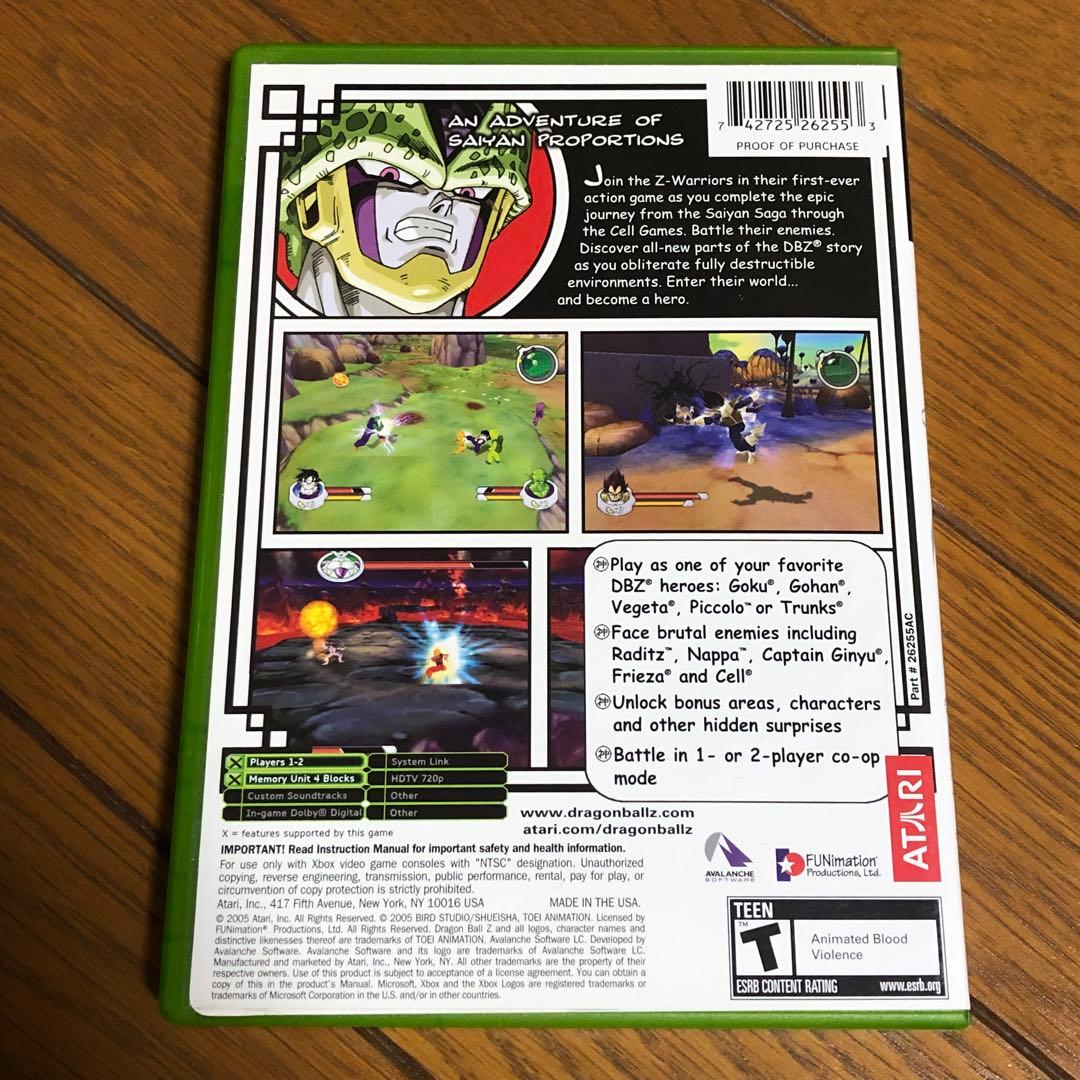 AN ADVENTURE OF
SAIYAN PROPORTIONS
7 42725 26255 3
PROOF OF PURCHASE
Join the Z-Warriors in their first-ever
action game as you complete the epic
journey from the Saiyan Saga through
the Cell Games. Battle their enemies.
Discover all-new parts of the DBZ® story
as you obliterate fully destructible
environments. Enter their world...
and become a hero.
Play as one of your favorite
DBZ® heroes: Goku®, Gohan®,
Vegeta®, Piccolo™ or Trunks®
Face brutal enemies including
Raditz™, Nappa™, Captain Ginyu®,
Frieza® and Cell®
Unlock bonus areas, characters
and other hidden surprises
Battle in 1- or 2-player co-op
mode
Part # 26255AC
X Players 1-2
X Memory Unit 4 Blocks
Custom Soundtracks
In-game Dolby® Digital
System Link
HDTV 720p
Other
Other
X = features supported by this game
www.dragonballz.com
atari.com/dragonballz
IMPORTANT! Read Instruction Manual for important safety and health information.
For use only with Xbox video game consoles with "NTSC" designation. Unauthorized
copying, reverse engineering, transmission, public performance, rental, pay for play, or
circumvention of copy protection is strictly prohibited.
Atari, Inc., 417 Fifth Avenue, New York, NY 10016 USA MADE IN THE USA.
© 2005 Atari, Inc. All Rights Reserved. © 2005 BIRD STUDIO/SHUEISHA, TOEI ANIMATION. Licensed by
FUNimation® Productions, Ltd. All Rights Reserved. Dragon Ball Z and all logos, character names and
distinctive likenesses thereof are trademarks of TOEI ANIMATION. Avalanche Software LC. Developed by
Avalanche Software. Avalanche Software and its logo are trademarks of Avalanche Software LC.
Manufactured and marketed by Atari, Inc., New York, NY. All other trademarks are the property of their
respective owners. Use of this product is subject to acceptance of a license agreement. You can obtain a
copy of this in the product's Manual. Microsoft, Xbox and the Xbox Logos are registered trademarks or
trademarks of Microsoft Corporation in the U.S. and/or in other countries.
AVALANCHE
SOFTWARE
FUNimation
Productions, Ltd.
ATARI
TEEN
T™
Animated Blood
Violence
ESRB CONTENT RATING www.esrb.org